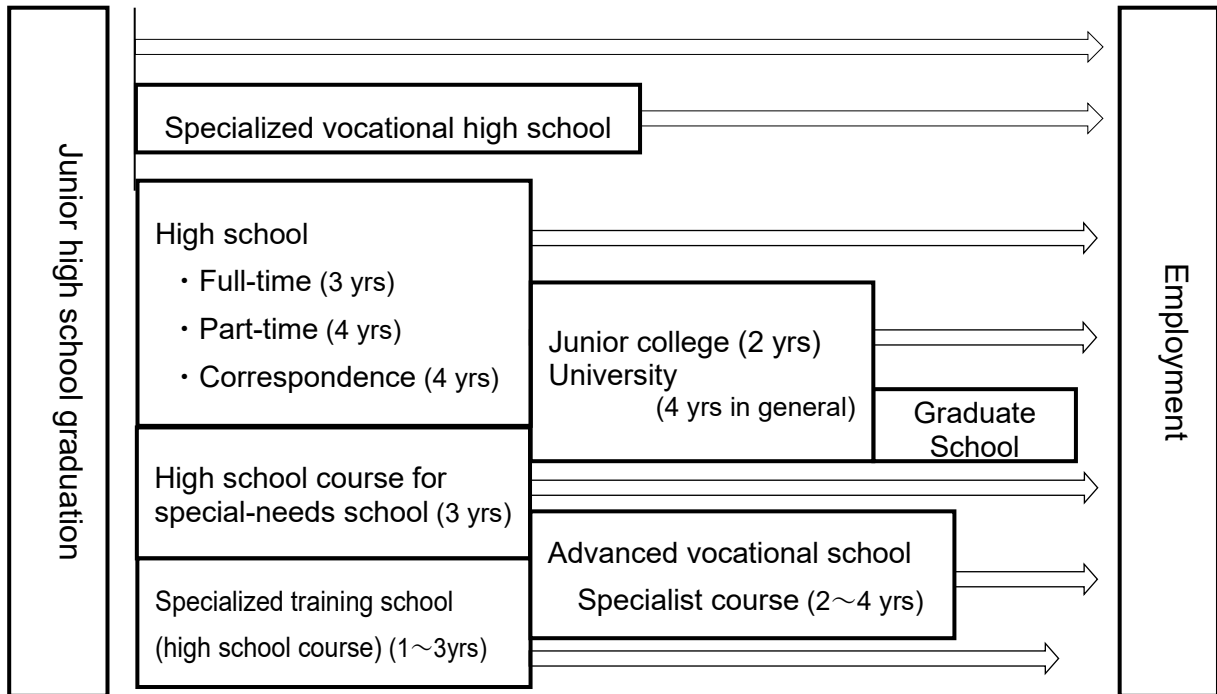 Junior high school graduation
Specialized vocational high school
High school
・Full-time (3 yrs)
・Part-time (4 yrs)
・Correspondence (4 yrs)
High school course for
special-needs school (3 yrs)
Specialized training school
(high school course) (1～3yrs)
Junior college (2 yrs)
University
(4 yrs in general)
Graduate
School
Advanced vocational school
Specialist course (2～4 yrs)
Employment